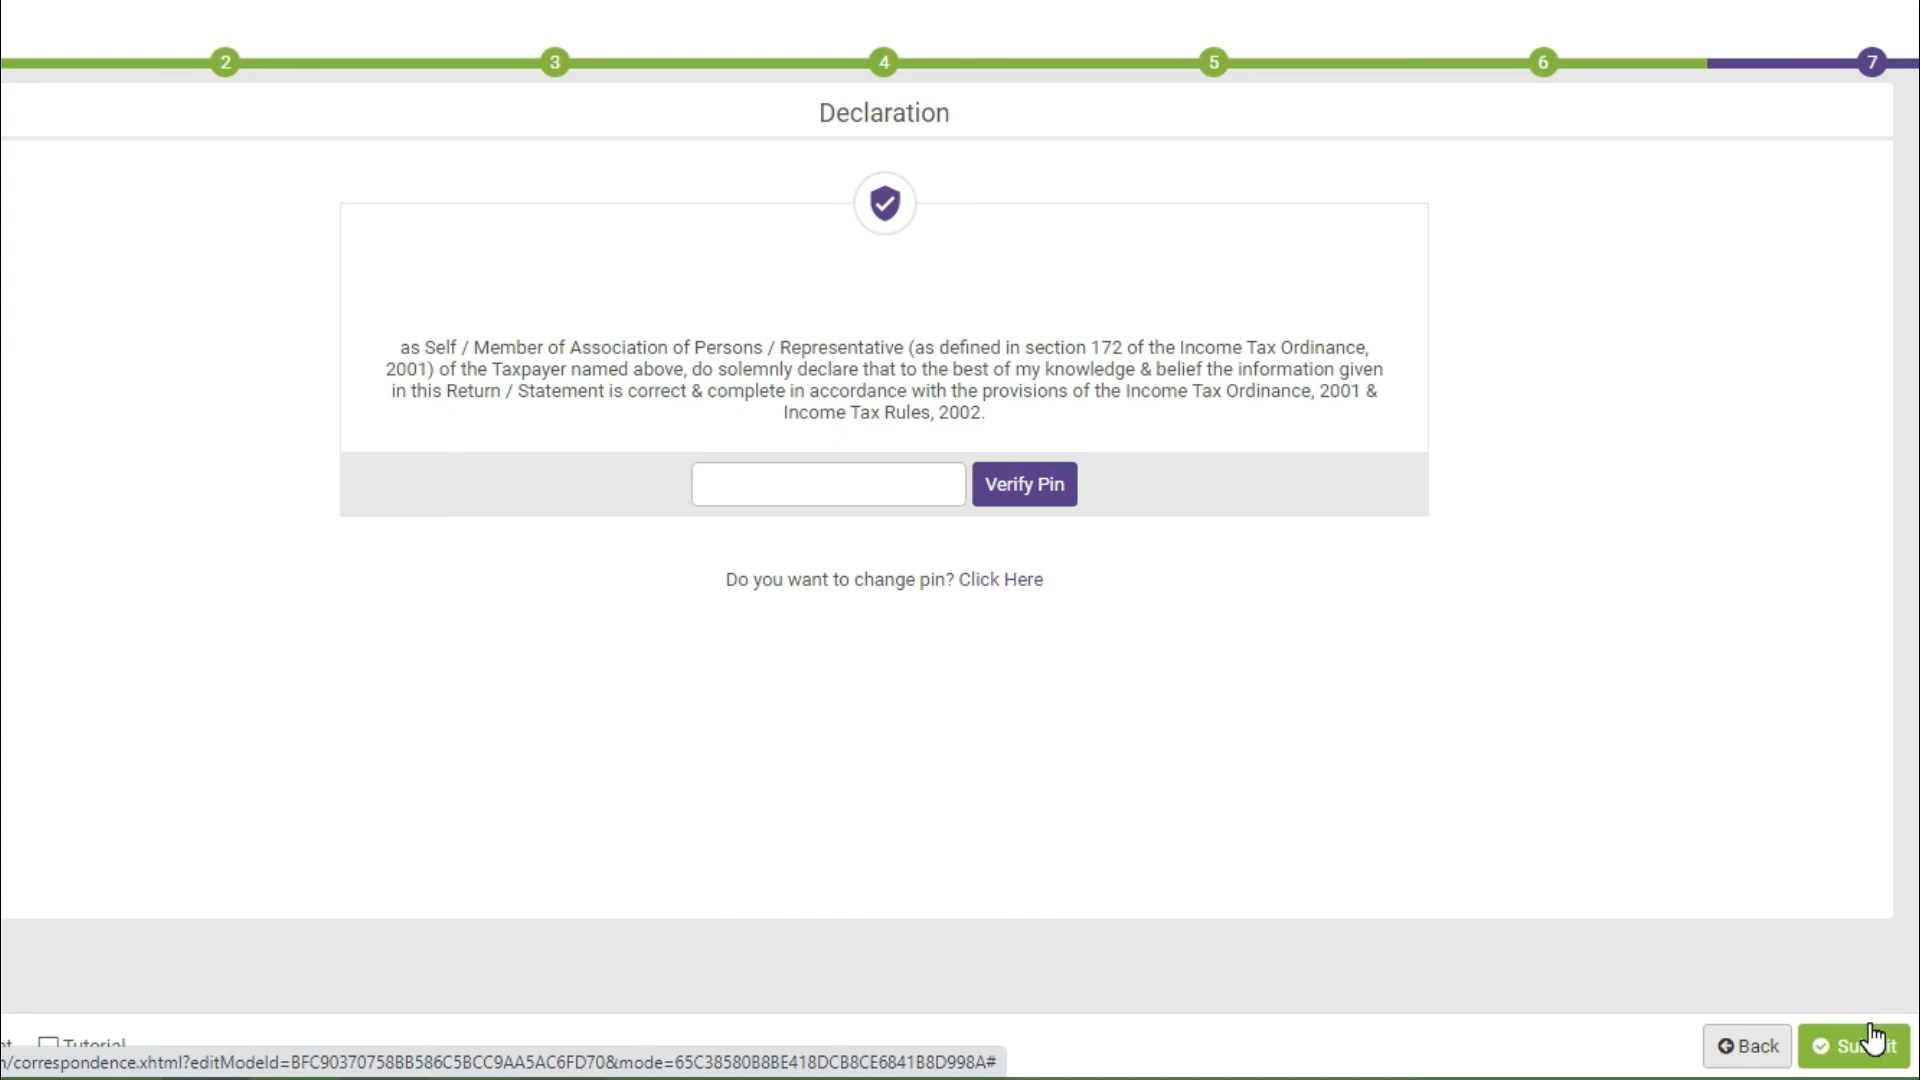 2 3 4 5 6 7
Declaration
as Self / Member of Association of Persons / Representative (as defined in section 172 of the Income Tax Ordinance,
2001) of the Taxpayer named above, do solemnly declare that to the best of my knowledge & belief the information given
in this Return / Statement is correct & complete in accordance with the provisions of the Income Tax Ordinance, 2001 &
Income Tax Rules, 2002.
Verify Pin
Do you want to change pin? Click Here
Tutorial
Back
Submit
/correspondence.xhtml?editModeId=BFC90370758BB586C5BCC9AA5AC6FD70&mode=65C38580B8BE418DCB8CE6841B8D998A#